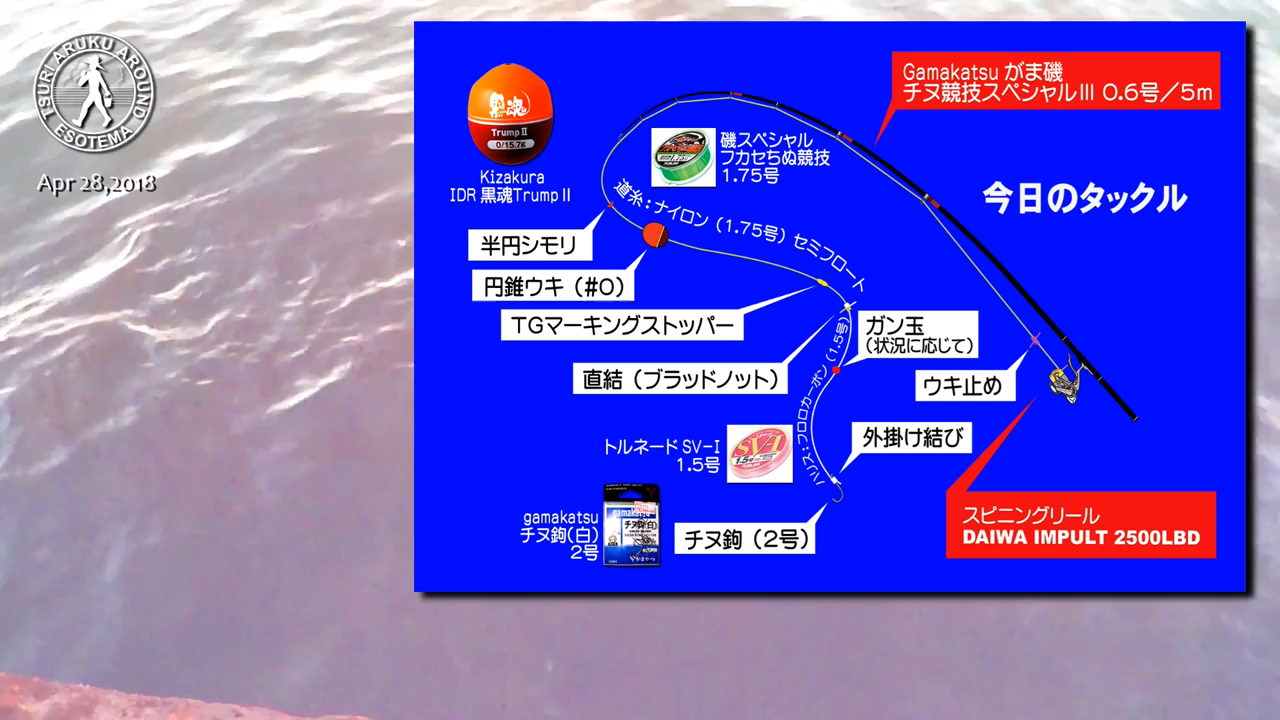 TSURI ARUKU AROUND
ESOTEMA
Apr 28,2018
黒魂
Trump II
0/15.7g
Kizakura
IDR 黒魂Trump II
Gamakatsu がま磯
チヌ競技スペシャルIII 0.6号／5m
磯スペシャル
フカセちぬ競技
1.75号
今日のタックル
道糸：ナイロン（1.75号）セミフロート
半円シモリ
円錐ウキ（#0）
TGマーキングストッパー
直結（ブラッドノット）
ガン玉
（状況に応じて）
ウキ止め
ハリス：フロロカーボン（1.5号）
外掛け結び
トルネード SV-I
1.5号
SV-I
1.5号
gamakatsu
チヌ鉤（白）
2号
チヌ鉤（2号）
スピニングリール
DAIWA IMPULT 2500LBD